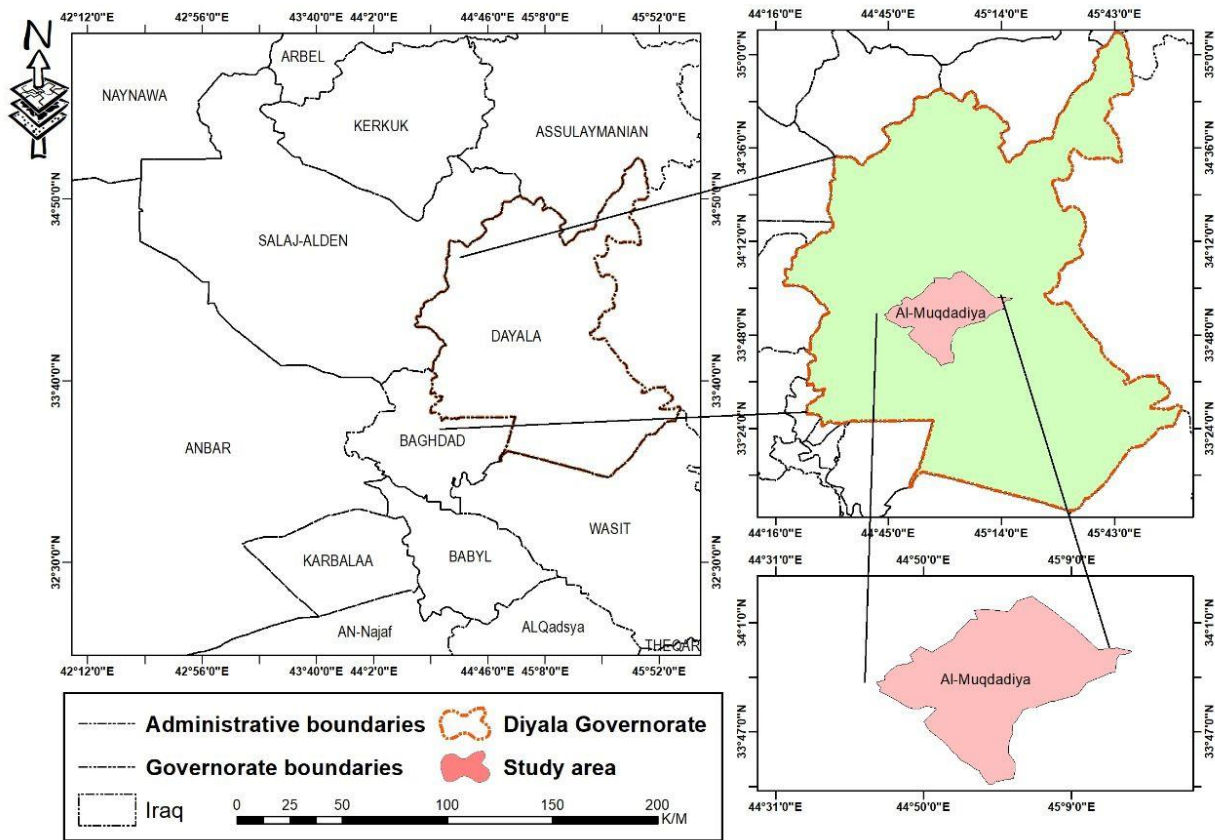 42°12'0"E 42°56'0"E 43°40'0"E 44°2'0"E 44°46'0"E 45°8'0"E 45°52'0"E
N
NAYNAWA
ARBEL
KERKUK
ASSULAYMANIAN
SALAJ-ALDEN
DAYALA
ANBAR
BAGHDAD
WASIT
KARBALAA
BABYL
AN-Najaf
ALQadsya
THEQAR
34°50'0"N
33°40'0"N
32°30'0"N
34°50'0"N
33°40'0"N
32°30'0"N
42°12'0"E 42°56'0"E 43°40'0"E 44°2'0"E 44°46'0"E 45°8'0"E 45°52'0"E
44°16'0"E 44°45'0"E 45°14'0"E 45°43'0"E
35°0'0"N
34°36'0"N
34°12'0"N
33°48'0"N
33°24'0"N
Al-Muqdadiya
35°0'0"N
34°36'0"N
34°12'0"N
33°48'0"N
33°24'0"N
44°16'0"E 44°45'0"E 45°14'0"E 45°43'0"E
44°31'0"E 44°50'0"E 45°9'0"E
34°1'0"N
33°47'0"N
Al-Muqdadiya
34°1'0"N
33°47'0"N
44°31'0"E 44°50'0"E 45°9'0"E
Administrative boundaries
Diyala Governorate
Governorate boundaries
Study area
Iraq
0 25 50 100 150 200
K/M